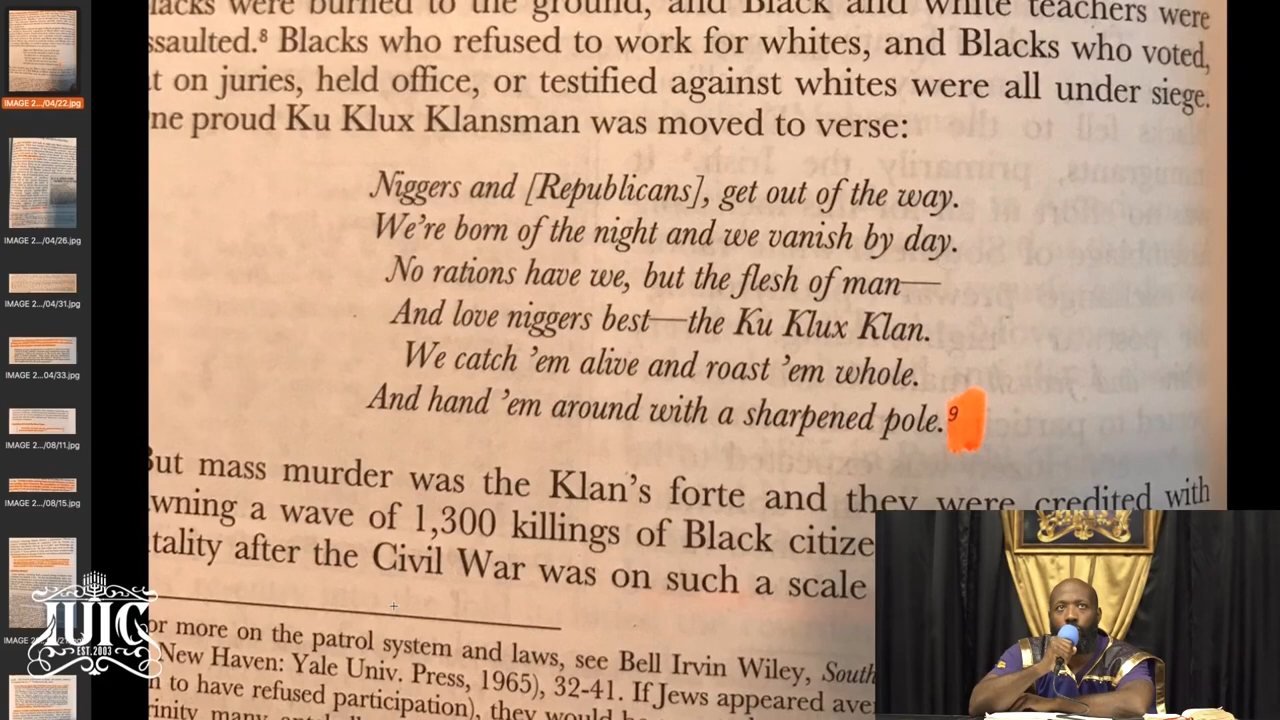 IMAGE 2.../04/22.jpg
IMAGE 2.../04/26.jpg
IMAGE 2.../04/31.jpg
IMAGE 2...04/33.jpg
IMAGE 2.../08/11.jpg
IMAGE 2.../08/15.jpg
lacks were burned to the ground, and Black and white teachers were
ssaulted.⁸ Blacks who refused to work for whites, and Blacks who voted,
t on juries, held office, or testified against whites were all under siege.
ne proud Ku Klux Klansman was moved to verse:
Niggers and [Republicans], get out of the way.
We're born of the night and we vanish by day.
No rations have we, but the flesh of man—
And love niggers best—the Ku Klux Klan.
We catch 'em alive and roast 'em whole.
And hand 'em around with a sharpened pole.⁹
But mass murder was the Klan's forte and they were credited with
wning a wave of 1,300 killings of Black citize
tality after the Civil War was on such a scale
or more on the patrol system and laws, see Bell Irvin Wiley, South
New Haven: Yale Univ. Press, 1965), 32-41. If Jews appeared ave
n to have refused participation), they would
rinity many
IUIC
EST. 2003